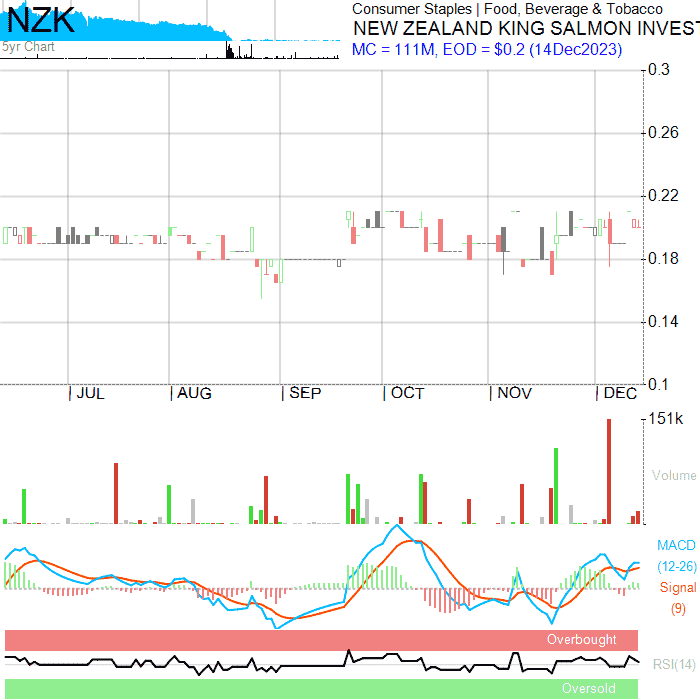 NZK
5yr Chart
Consumer Staples | Food, Beverage & Tobacco
NEW ZEALAND KING SALMON INVEST
MC = 111M, EOD = $0.2 (14Dec2023)
0.3
0.26
0.22
0.18
0.14
0.1
JUL AUG SEP OCT NOV DEC
151k
Volume
MACD
(12-26)
Signal
(9)
Overbought
RSI(14)
Oversold